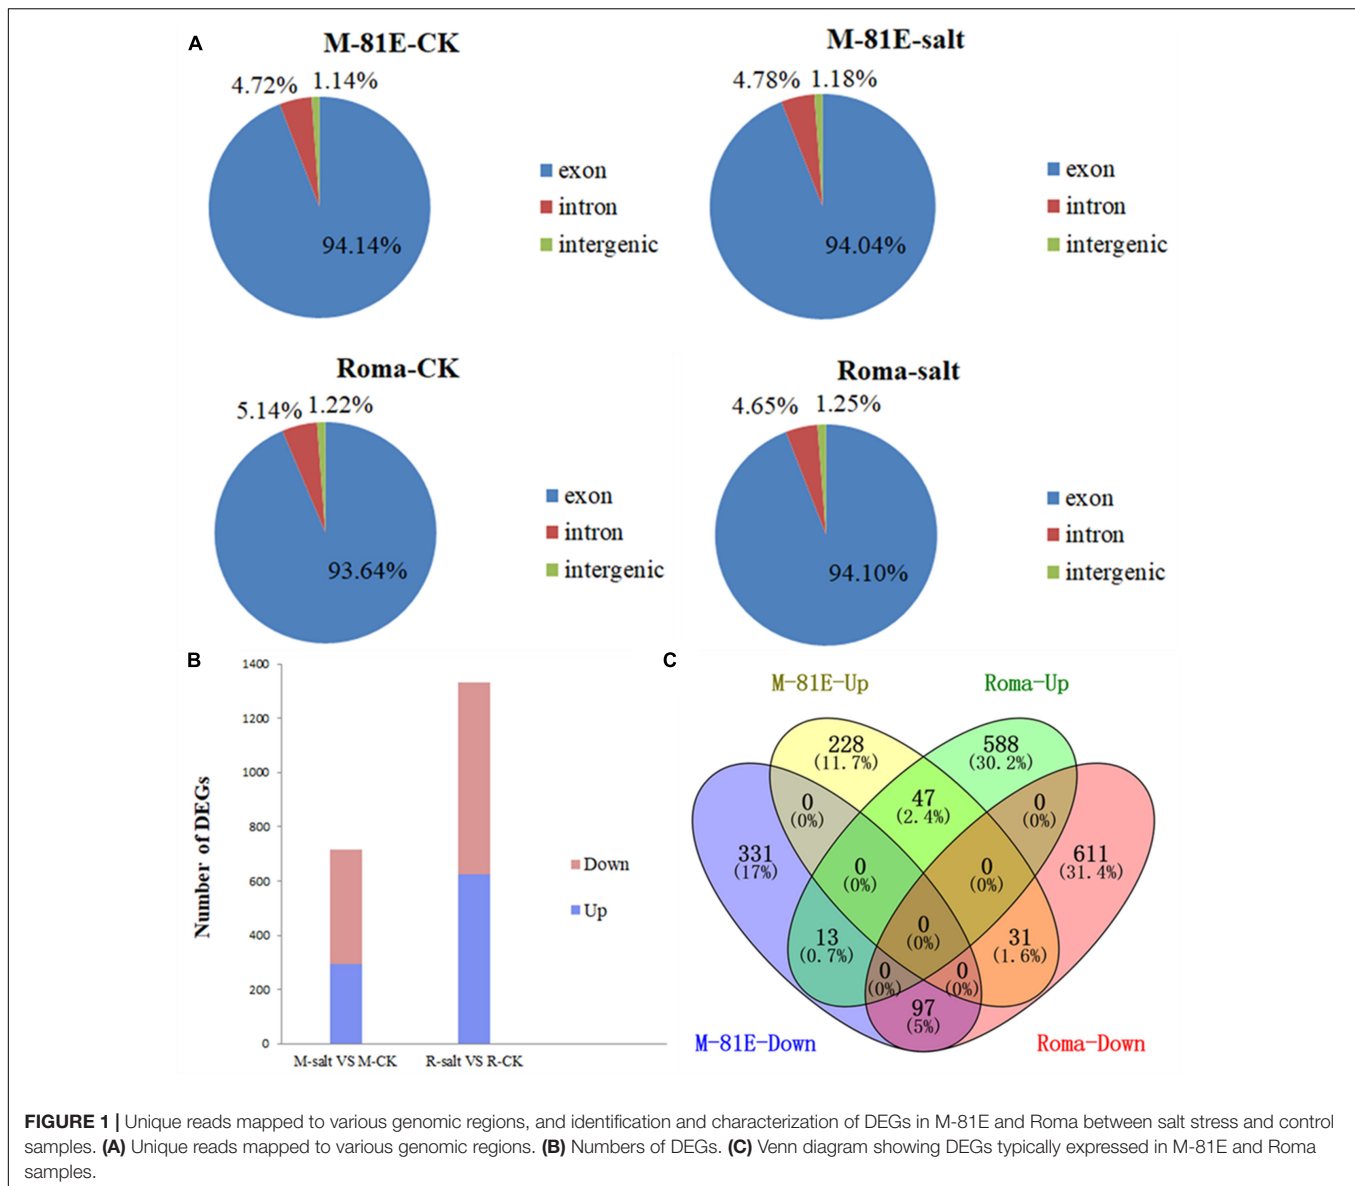 A
M-81E-CK
4.72% 1.14%
94.14%
exon
intron
intergenic
M-81E-salt
4.78% 1.18%
94.04%
exon
intron
intergenic
Roma-CK
5.14% 1.22%
93.64%
exon
intron
intergenic
Roma-salt
4.65% 1.25%
94.10%
exon
intron
intergenic
B
Number of DEGs
1400
1200
1000
800
600
400
200
0
M-salt VS M-CK
R-salt VS R-CK
Down
Up
C
M-81E-Up
Roma-Up
228
(11.7%)
588
(30.2%)
0
(0%)
47
(2.4%)
0
(0%)
331
(17%)
0
(0%)
0
(0%)
611
(31.4%)
13
(0.7%)
0
(0%)
31
(1.6%)
0
(0%)
0
(0%)
97
(5%)
M-81E-Down
Roma-Down
FIGURE 1 | Unique reads mapped to various genomic regions, and identification and characterization of DEGs in M-81E and Roma between salt stress and control
samples. (A) Unique reads mapped to various genomic regions. (B) Numbers of DEGs. (C) Venn diagram showing DEGs typically expressed in M-81E and Roma
samples.